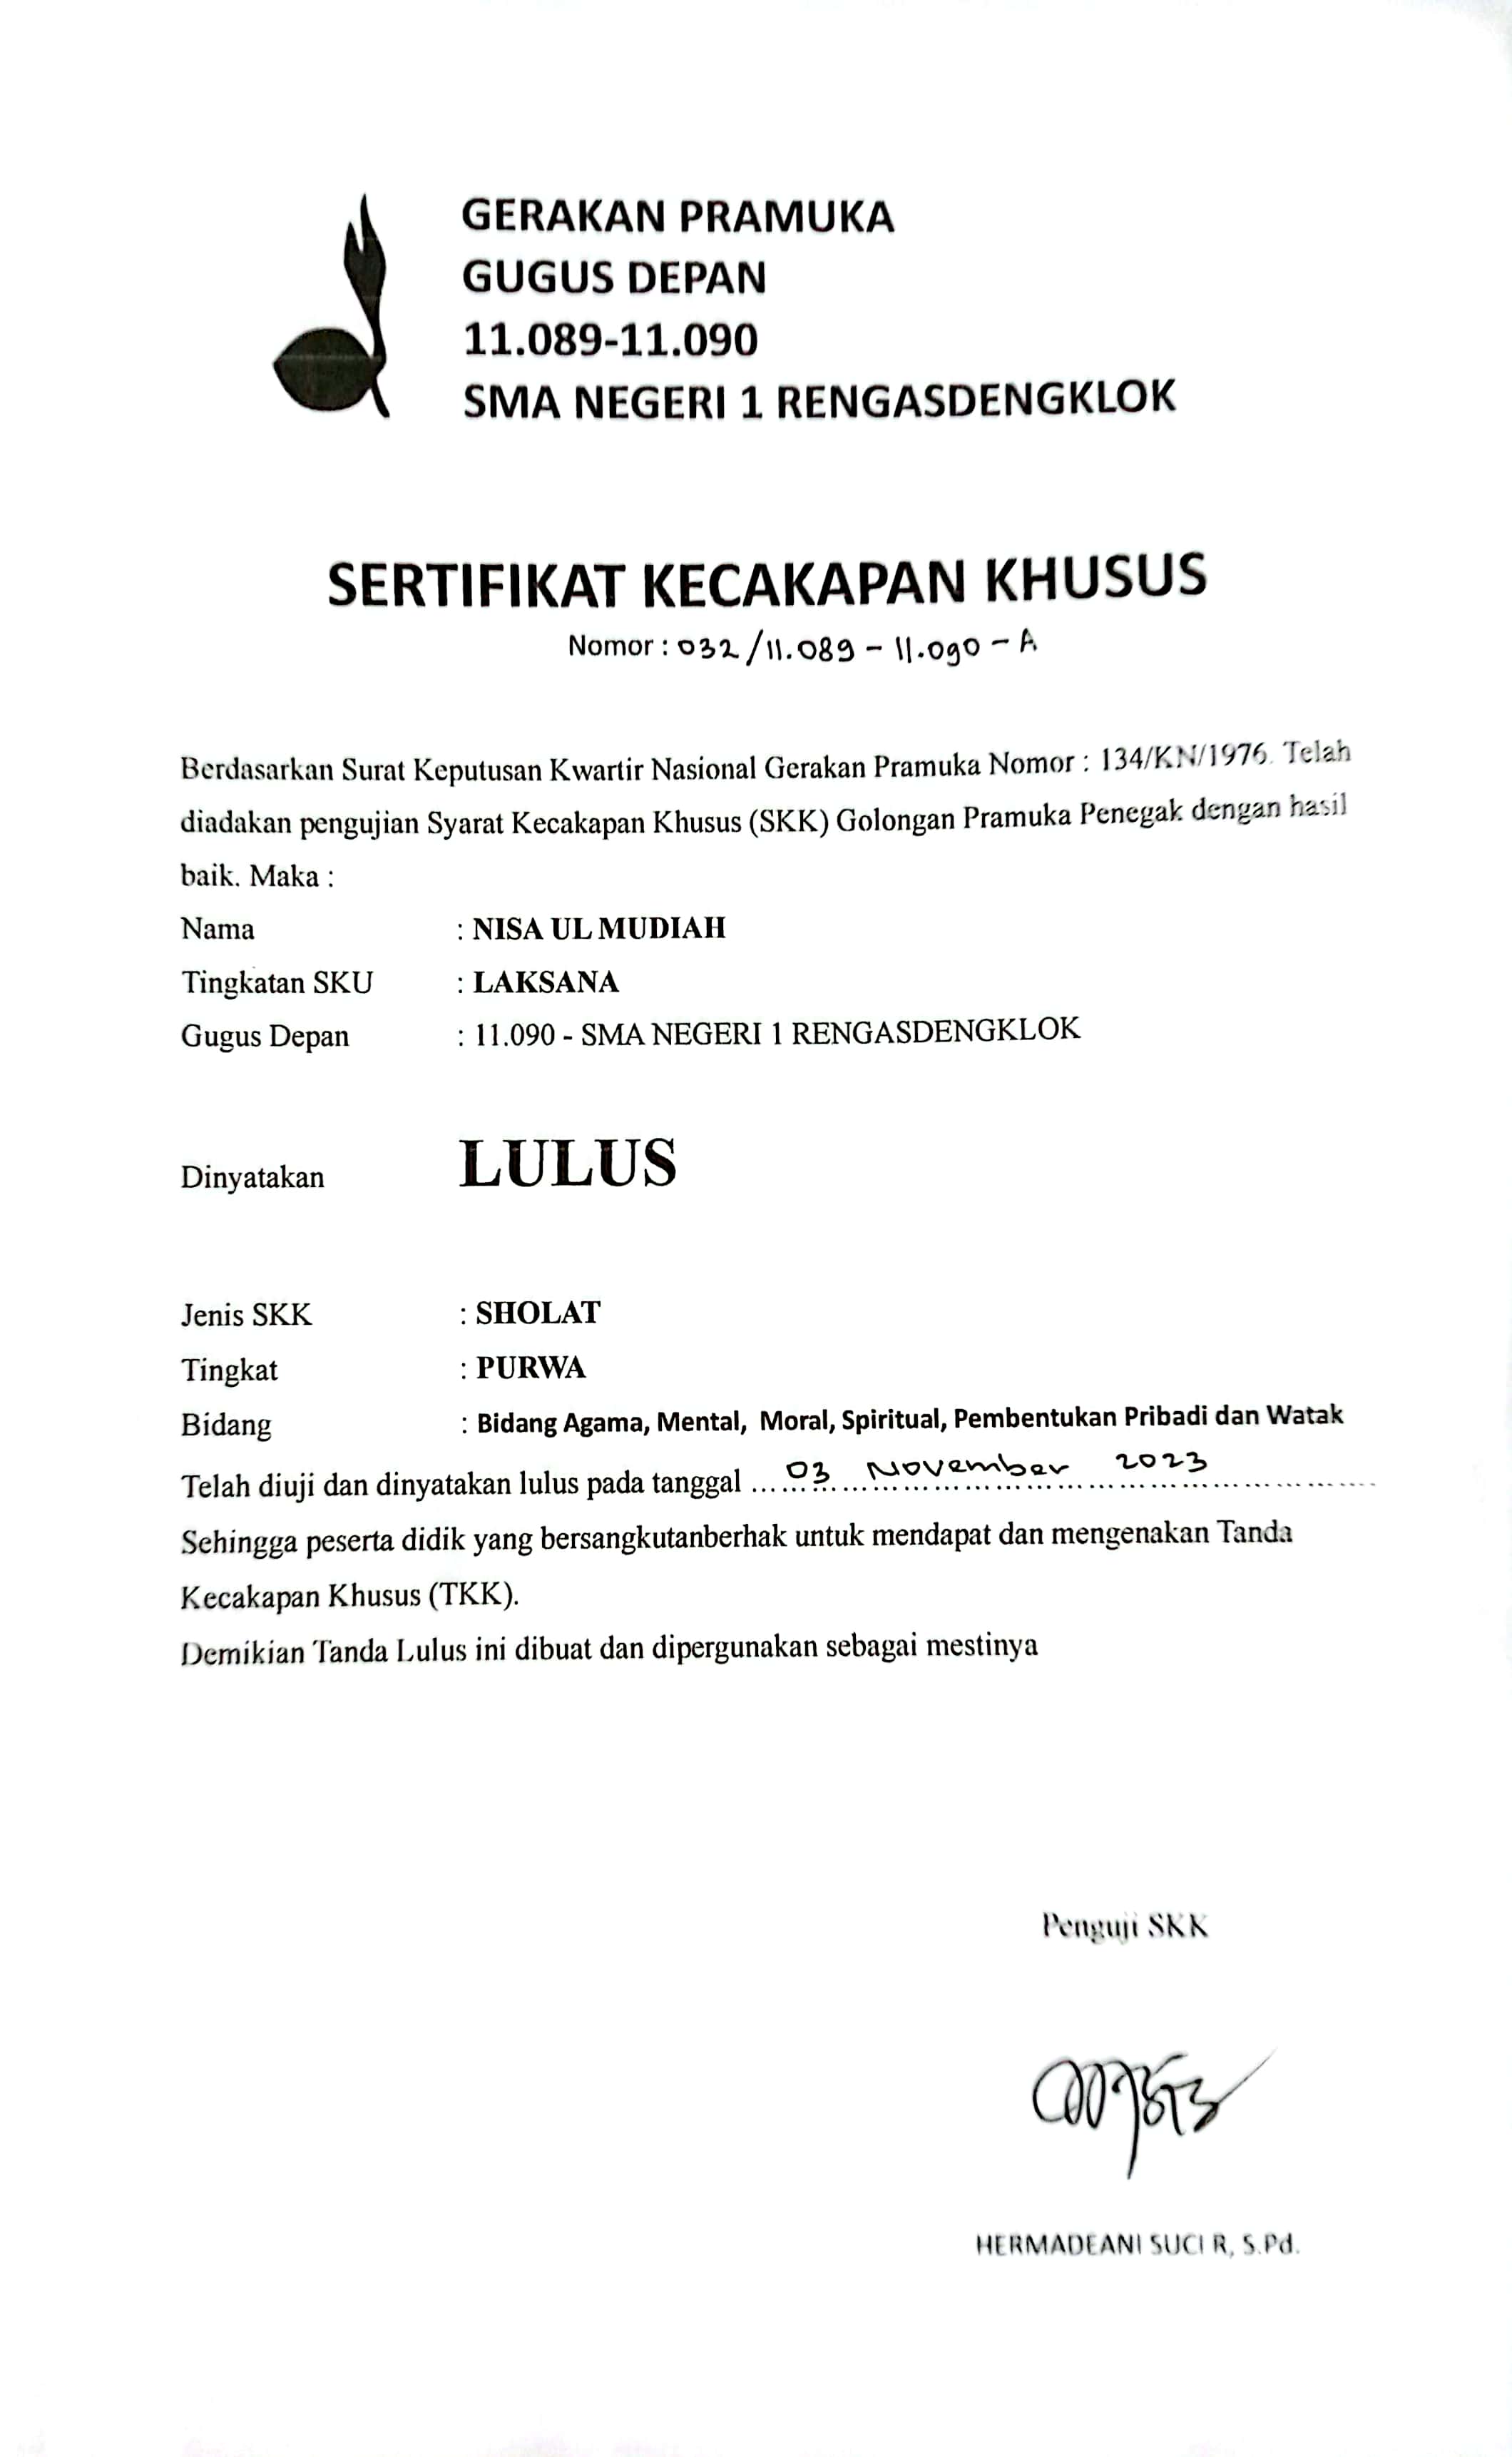 GERAKAN PRAMUKA
GUGUS DEPAN
11.089-11.090
SMA NEGERI 1 RENGASDENGKLOK
SERTIFIKAT KECAKAPAN KHUSUS
Nomor : 032/11.089 - 11.090 - A
Berdasarkan Surat Keputusan Kwartir Nasional Gerakan Pramuka Nomor : 134/KN/1976. Telah
diadakan pengujian Syarat Kecakapan Khusus (SKK) Golongan Pramuka Penegak dengan hasil
baik. Maka :
Nama : NISA UL MUDIAH
Tingkatan SKU : LAKSANA
Gugus Depan : 11.090 - SMA NEGERI 1 RENGASDENGKLOK
Dinyatakan LULUS
Jenis SKK : SHOLAT
Tingkat : PURWA
Bidang : Bidang Agama, Mental, Moral, Spiritual, Pembentukan Pribadi dan Watak
Telah diuji dan dinyatakan lulus pada tanggal ... 03 November 2023
Sehingga peserta didik yang bersangkutanberhak untuk mendapat dan mengenakan Tanda
Kecakapan Khusus (TKK).
Demikian Tanda Lulus ini dibuat dan dipergunakan sebagai mestinya
Penguji SKK
HERMADEANI SUCI R, S.Pd.